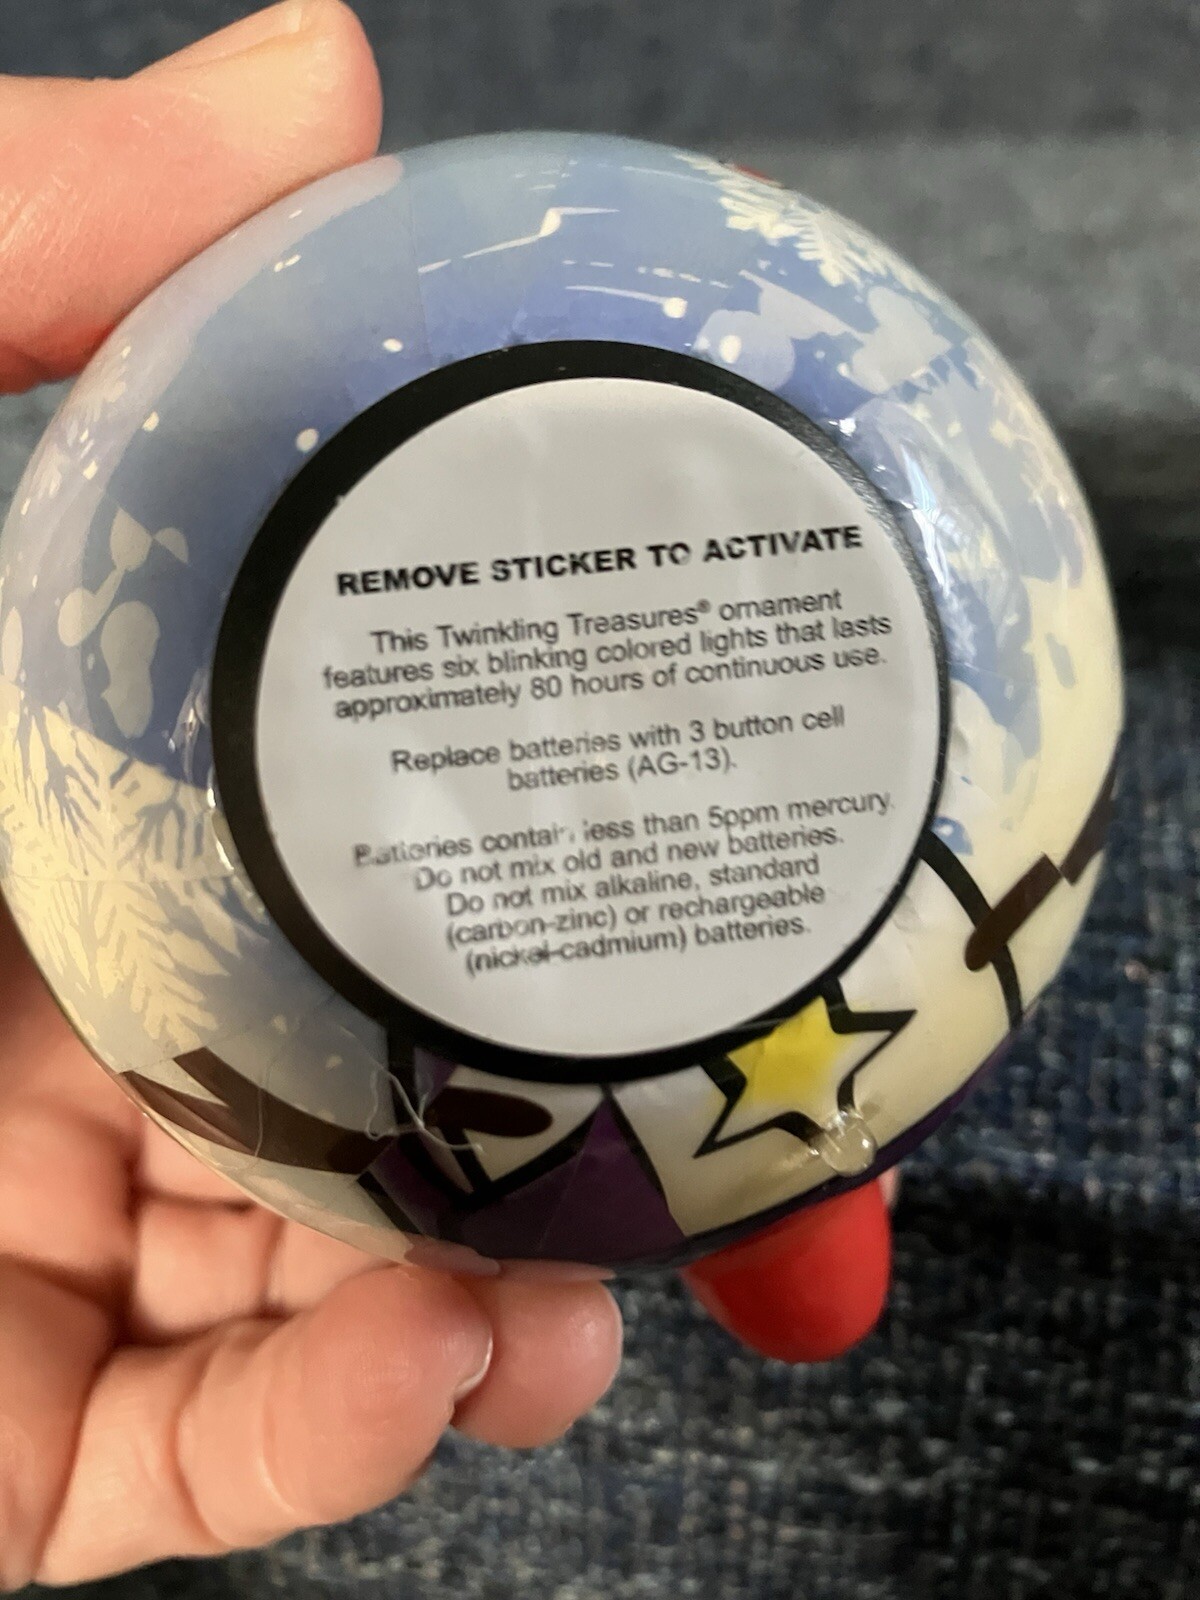 REMOVE STICKER TO ACTIVATE
This Twinkling Treasures® ornament
features six blinking colored lights that lasts
approximately 80 hours of continuous use.
Replace batteries with 3 button cell
batteries (AG-13).
Batteries contain less than 5ppm mercury.
Do not mix old and new batteries.
Do not mix alkaline, standard
(carbon-zinc) or rechargeable
(nickel-cadmium) batteries.